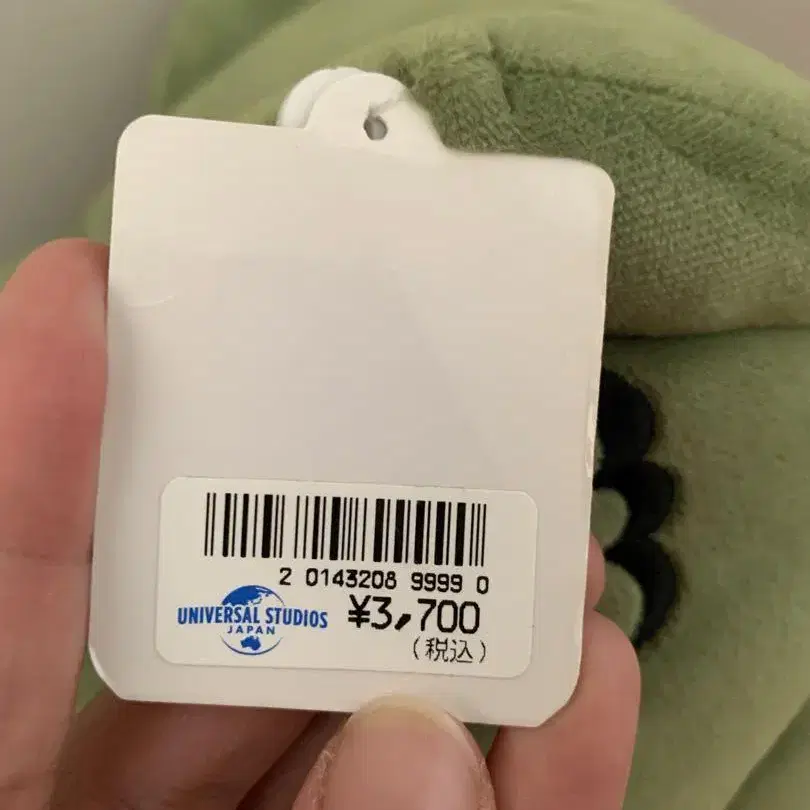 2 0143208 9999 0
UNIVERSAL STUDIOS
JAPAN
¥3,700
(税込)